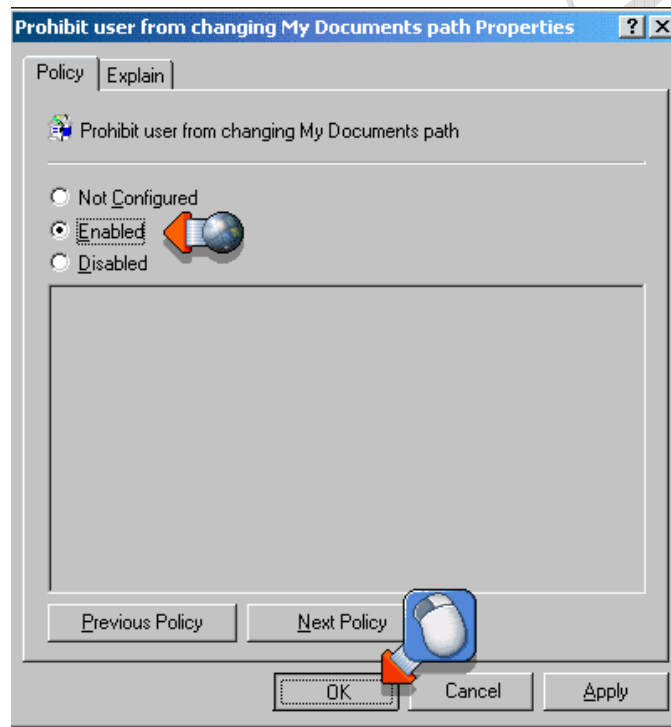 Prohibit user from changing My Documents path Properties
Policy
Explain
Prohibit user from changing My Documents path
Not Configured
Enabled
Disabled
Previous Policy
Next Policy
OK
Cancel
Apply